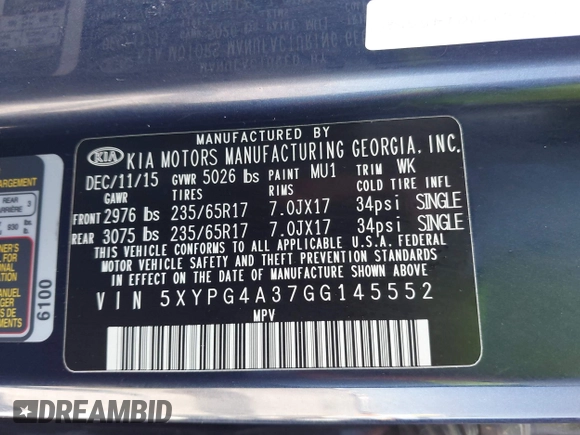 MANUFACTURED BY
KIA KIA MOTORS MANUFACTURING GEORGIA, INC.
DEC/11/15 GVWR 5026 lbs PAINT MU1 TRIM WK
GAWR TIRES RIMS COLD TIRE INFL
FRONT 2976 lbs 235/65R17 7.0JX17 34psi SINGLE
REAR 3075 lbs 235/65R17 7.0JX17 34psi SINGLE
THIS VEHICLE CONFORMS TO ALL APPLICABLE U.S.A. FEDERAL
MOTOR VEHICLE SAFETY AND THEFT PREVENTION STANDARDS
IN EFFECT ON THE DATE OF MANUFACTURE SHOWN ABOVE.
VIN 5XYPG4A37GG145552
MPV
6100
DREAMBID